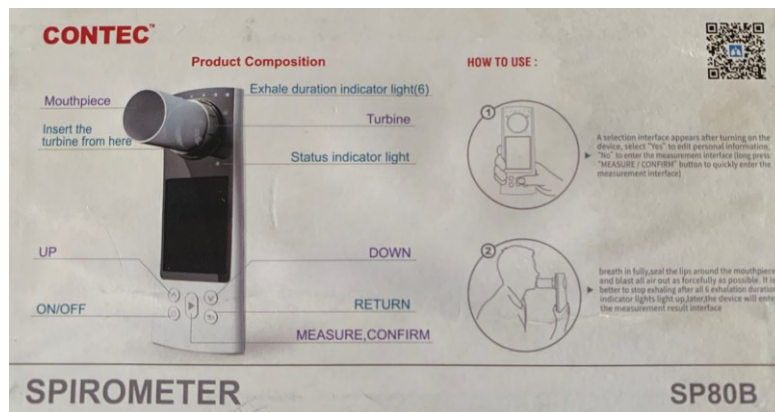 CONTEC™
Product Composition
Mouthpiece
Insert the
turbine from here
Exhale duration indicator light(6)
Turbine
Status indicator light
UP
DOWN
ON/OFF
RETURN
MEASURE,CONFIRM
HOW TO USE :
1
A selection interface appears after turning on the
device, select "Yes" to edit personal information,
"No" to enter the measurement interface (long press
"MEASURE / CONFIRM" button to quickly enter the
measurement interface)
2
breath in fully,seal the lips around the mouthpiece
and blast all air out as forcefully as possible. It is
better to stop exhaling after all 6 exhalation duration
indicator lights light up,later,the device will ente
the measurement result interface
SPIROMETER
SP80B